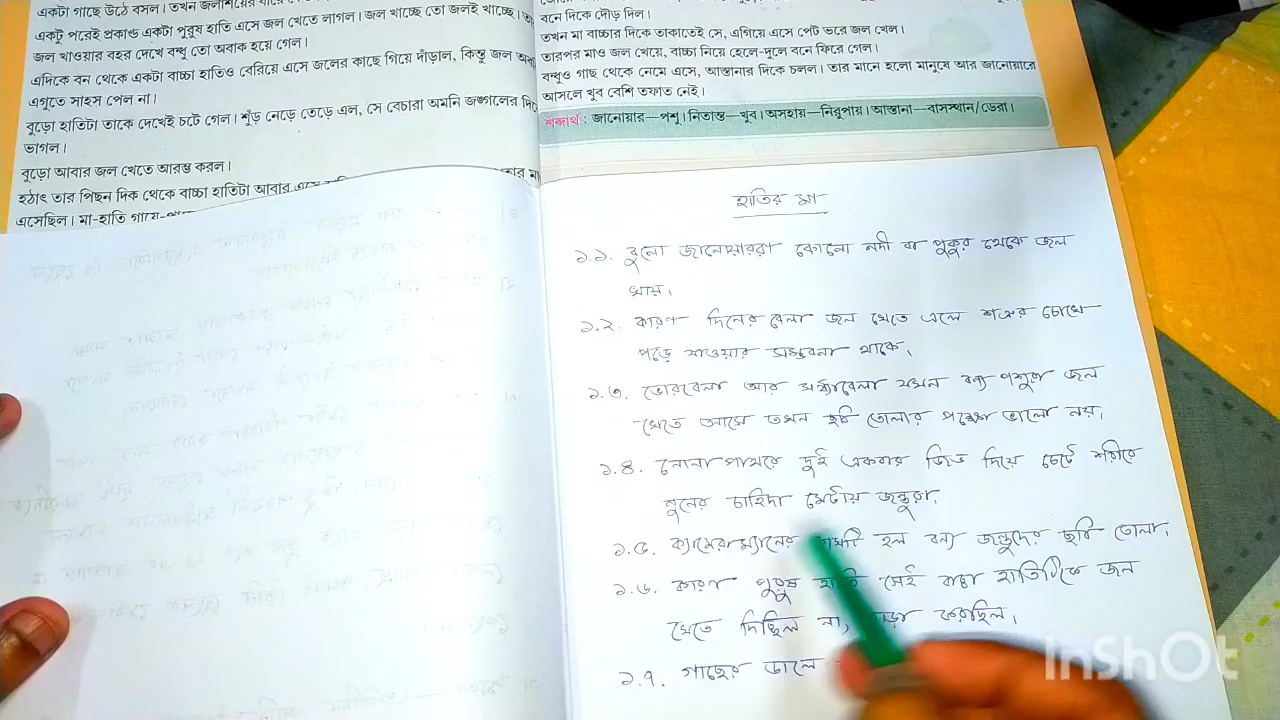 একটা গাছে উঠে বসল। তখন জলাশয়ের
একটু পরেই প্রকান্ড একটা পুরুষ হাতি এসে জল খেতে লাগল। জল খাচ্ছে তো জলই খাচ্ছে।
জল খাওয়ার বহর দেখে বন্ধু তো অবাক হয়ে গেল।
এদিকে বন থেকে একটা বাচ্চা হাতিও বেরিয়ে এসে জলের কাছে গিয়ে দাঁড়াল, কিন্তু জল
এগুতে সাহস পেল না।
বুড়ো হাতিটা তাকে দেখেই চটে গেল। শুঁড় নেড়ে তেড়ে এল, সে বেচারা অমনি জঙ্গলের
ভাগল।
বুড়ো আবার জল খেতে আরম্ভ করল।
হঠাৎ তার পিছন দিক থেকে বাচ্চা হাতিটা আবার এসে
এসেছিল। মা-হাতি গায়ে
বনে দিকে দৌড় দিল।
তখন মা বাচ্চার দিকে তাকাতেই সে, এগিয়ে এসে পেট ভরে জল খেল।
তারপর মাও জল খেয়ে, বাচ্চা নিয়ে হেলে-দুলে বনে ফিরে গেল।
বন্ধুও গাছ থেকে নেমে এসে, আস্তানার দিকে চলল। তার মানে হলো মানুষে আর জানোয়ারে
আসলে খুব বেশি তফাত নেই।
শব্দার্থ : জানোয়ার—পশু। নিতান্ত—খুব। অসহায়—নিরুপায়। আস্তানা—বাসস্থান/ডেরা।
হাতির মা
১.১. বুনো জানোয়াররা কোনো নদী বা পুকুর থেকে জল
খায়।
১.২. কারণ দিনের বেলা জল খেতে এলে শত্রুর চোখে
পড়ে যাওয়ার সম্ভবনা থাকে।
১.৩. ভোরবেলা আর সন্ধ্যাবেলা যখন বন্য পশুরা জল
খেতে আসে তখন ছবি তোলার পক্ষে ভালো নয়।
১.৪. নোনা পাথরে দুই একবার জিভ দিয়ে চেটে শরীরে
নুনের চাহিদা মেটায় জন্তুরা।
১.৫. ক্যামেরাম্যানের হল বন্য জন্তুদের ছবি তোলা।
১.৬. কারণ পুরুষ হাতি সেই বাচ্চা হাতিটিকে জল
খেতে দিচ্ছিল না, তাড়া করেছিল।
১.৭. গাছের ডালে
InShOt